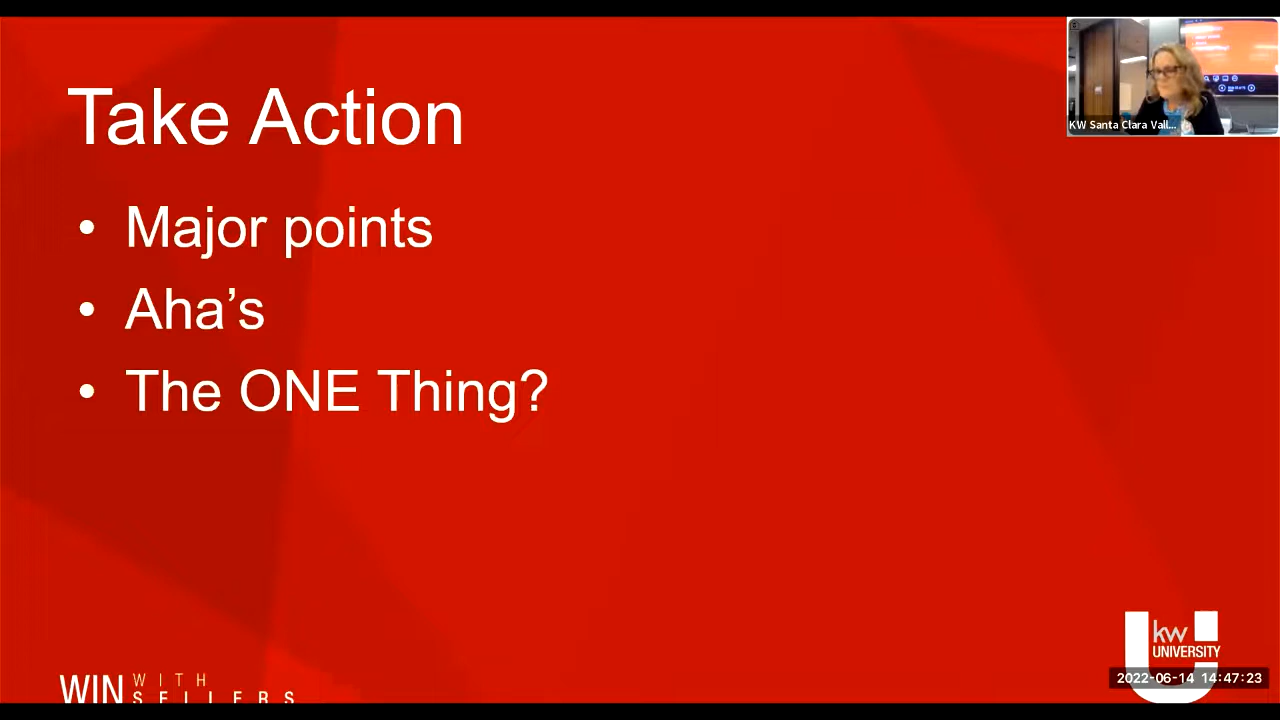 Take Action
• Major points
• Aha’s
• The ONE Thing?
KW Santa Clara Vall...
kw
UNIVERSITY
2022-06-14 14:47:23
WIN WITH
SELLERS